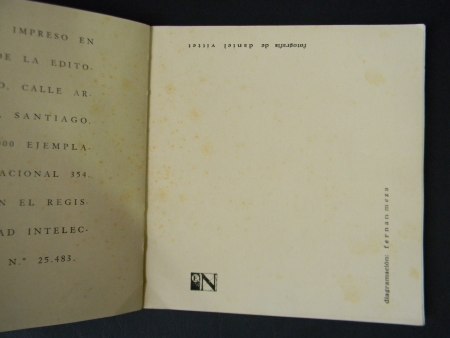 IMPRESO EN
DE LA EDITO-
O, CALLE AR-
SANTIAGO.
000 EJEMPLA-
ACIONAL 354-
N EL REGIS-
AD INTELEC-
N.º 25.483.
fotografía de daniel vittet
diagramación: fernan meza
N